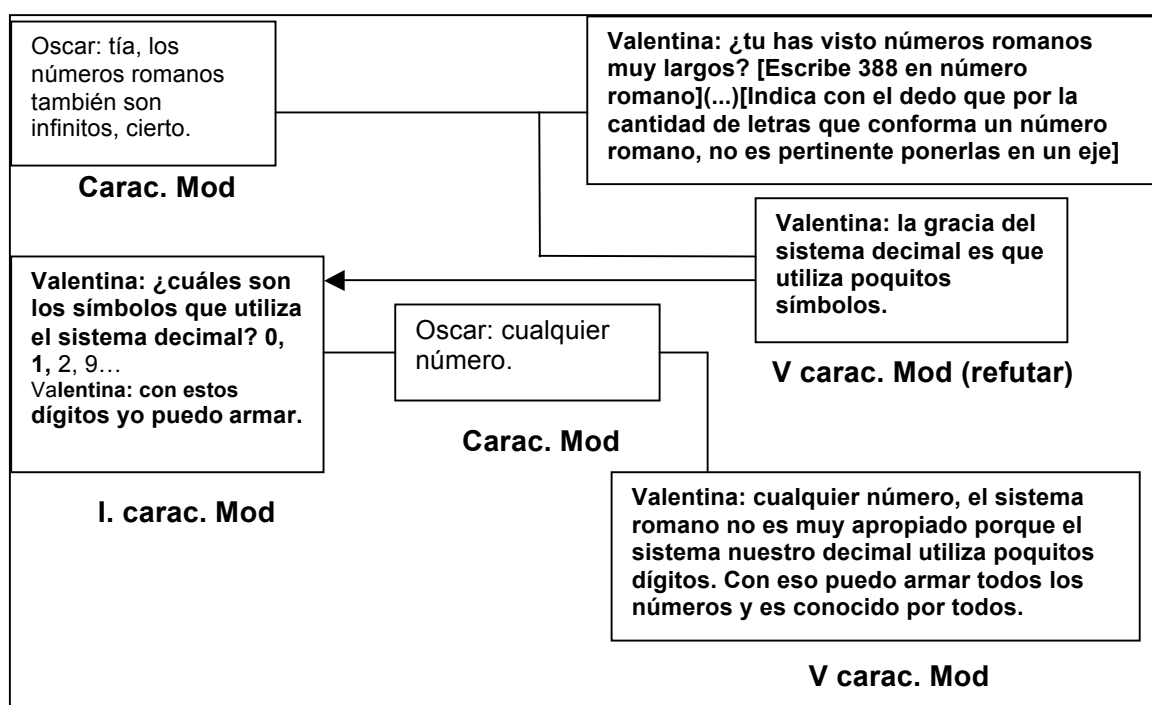 Oscar: tía, los
números romanos
también son
infinitos, cierto.
Carac. Mod
Valentina: ¿tu has visto números romanos
muy largos? [Escribe 388 en número
romano](...)[Indica con el dedo que por la
cantidad de letras que conforma un número
romano, no es pertinente ponerlas en un eje]
Valentina: la gracia del
sistema decimal es que
utiliza poquitos
símbolos.
V carac. Mod (refutar)
Valentina: ¿cuáles son
los símbolos que utiliza
el sistema decimal? 0,
1, 2, 9…
Valentina: con estos
dígitos yo puedo armar.
I. carac. Mod
Oscar: cualquier
número.
Carac. Mod
Valentina: cualquier número, el sistema
romano no es muy apropiado porque el
sistema nuestro decimal utiliza poquitos
dígitos. Con eso puedo armar todos los
números y es conocido por todos.
V carac. Mod